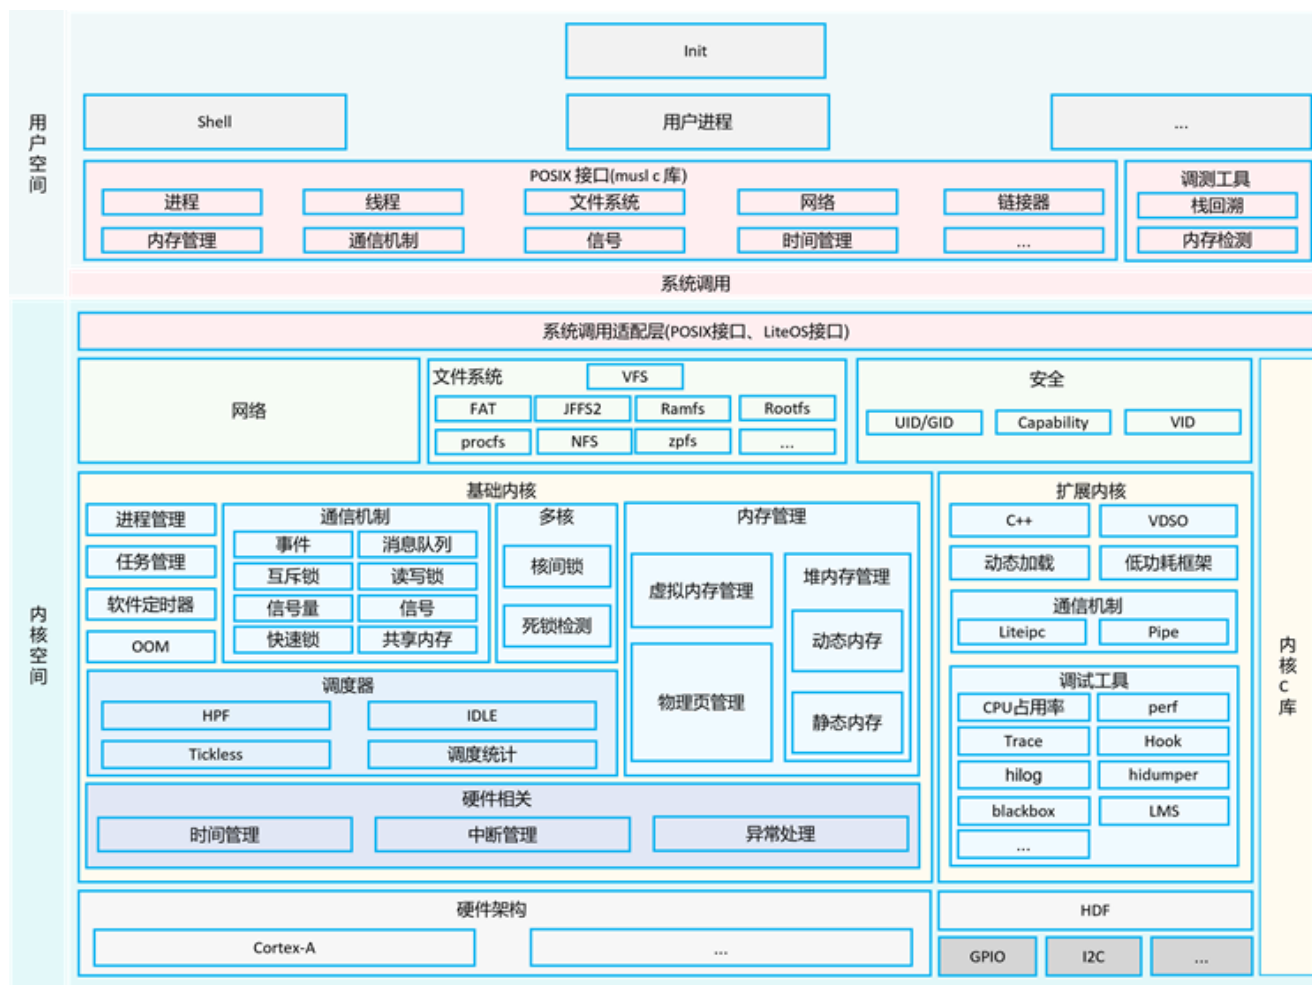 用户空间
Init
Shell
用户进程
...
POSIX 接口(musl c 库)
进程
线程
文件系统
网络
链接器
内存管理
通信机制
信号
时间管理
...
调测工具
栈回溯
内存检测
系统调用
内核空间
系统调用适配层(POSIX接口、LiteOS接口)
网络
文件系统
VFS
FAT
JFFS2
Ramfs
Rootfs
procfs
NFS
zpfs
...
安全
UID/GID
Capability
VID
基础内核
进程管理
任务管理
软件定时器
OOM
通信机制
事件
消息队列
互斥锁
读写锁
信号量
信号
快速锁
共享内存
多核
核间锁
死锁检测
内存管理
虚拟内存管理
物理页管理
堆内存管理
动态内存
静态内存
调度器
HPF
IDLE
Tickless
调度统计
硬件相关
时间管理
中断管理
异常处理
扩展内核
C++
VDSO
动态加载
低功耗框架
通信机制
Liteipc
Pipe
调试工具
CPU占用率
perf
Trace
Hook
hilog
hidumper
blackbox
LMS
...
内核C库
硬件架构
Cortex-A
...
HDF
GPIO
I2C
...